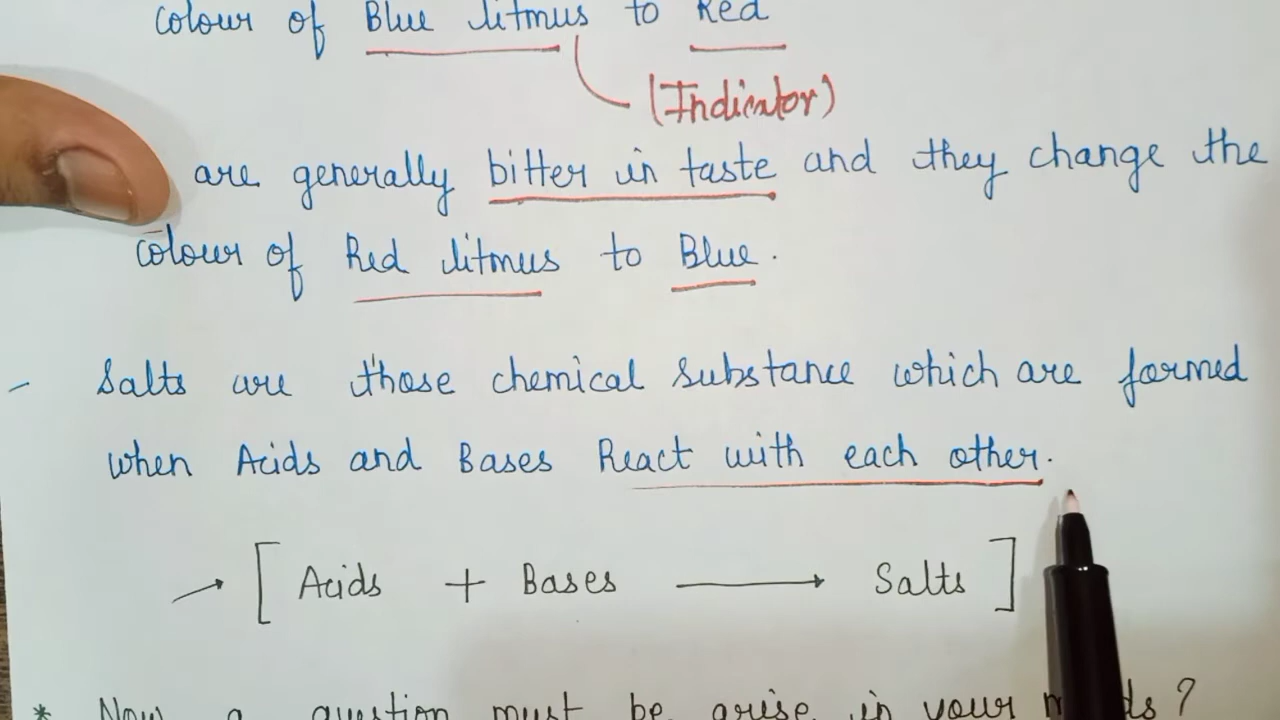 colour of Blue litmus to Red
(Indicator)
are generally bitter in taste and they change the
colour of Red litmus to Blue.
- Salts are those chemical substance which are formed
when Acids and Bases React with each other.
→ [ Acids + Bases ⟶ Salts ]
* Now a question must be arise in your ?